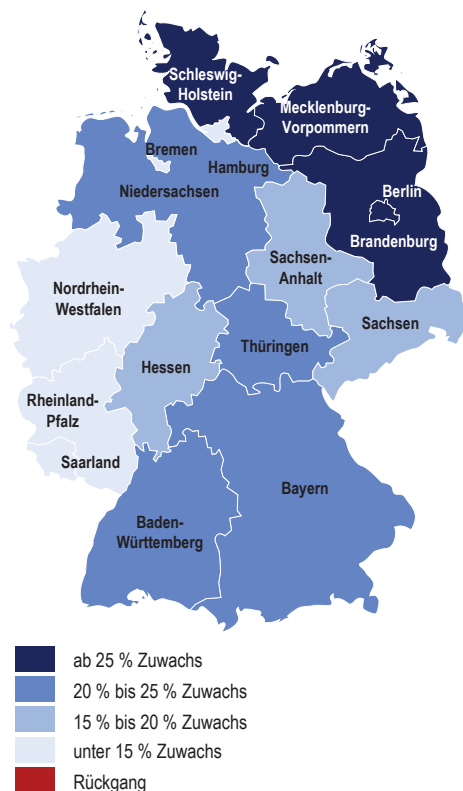 Schleswig-
Holstein
Mecklenburg-
Vorpommern
Bremen
Hamburg
Niedersachsen
Berlin
Brandenburg
Sachsen-
Anhalt
Nordrhein-
Westfalen
Sachsen
Thüringen
Hessen
Rheinland-
Pfalz
Saarland
Bayern
Baden-
Württemberg
ab 25 % Zuwachs
20 % bis 25 % Zuwachs
15 % bis 20 % Zuwachs
unter 15 % Zuwachs
Rückgang